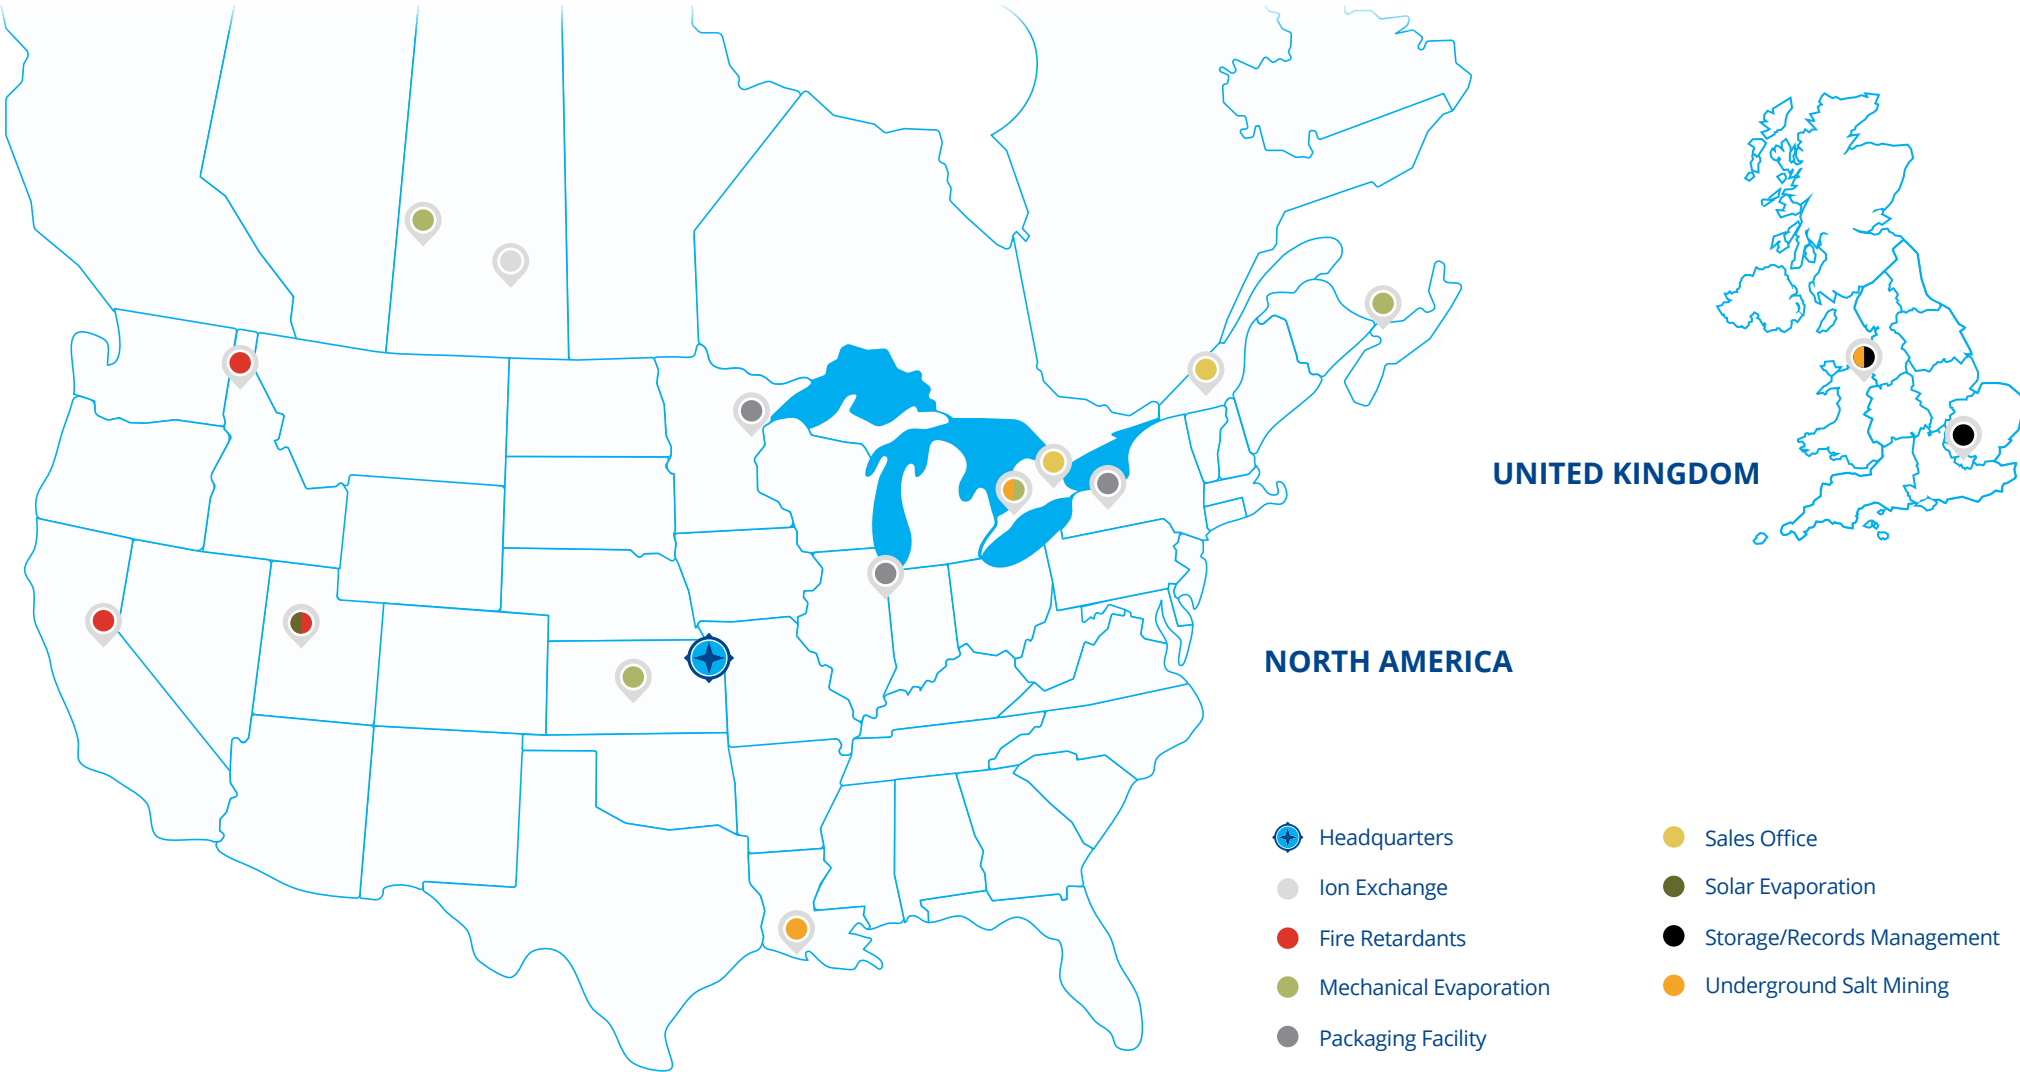 UNITED KINGDOM
NORTH AMERICA
Headquarters
Ion Exchange
Fire Retardants
Mechanical Evaporation
Packaging Facility
Sales Office
Solar Evaporation
Storage/Records Management
Underground Salt Mining